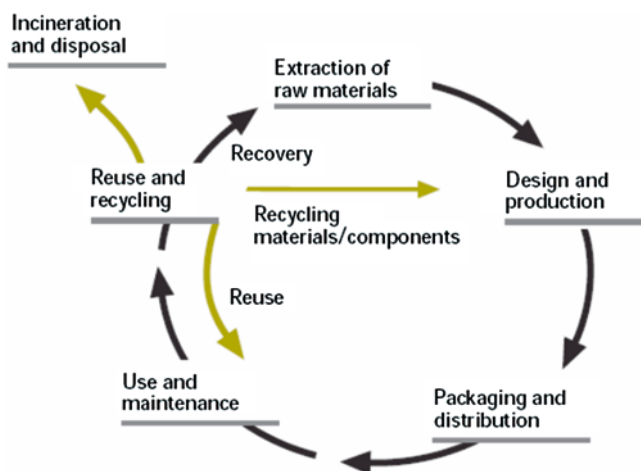 Incineration
and disposal
Extraction of
raw materials
Recovery
Reuse and
recycling
Design and
production
Recycling
materials/components
Reuse
Use and
maintenance
Packaging and
distribution